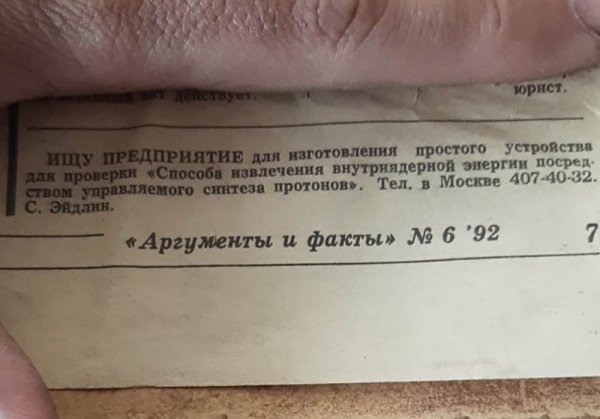 действует.
юрист.
ИЩУ ПРЕДПРИЯТИЕ для изготовления простого устройства
для проверки «Способа извлечения внутриядерной энергии посред-
ством управляемого синтеза протонов». Тел. в Москве 407-40-32.
С. Эйдлин.
«Аргументы и факты» № 6 '92 7